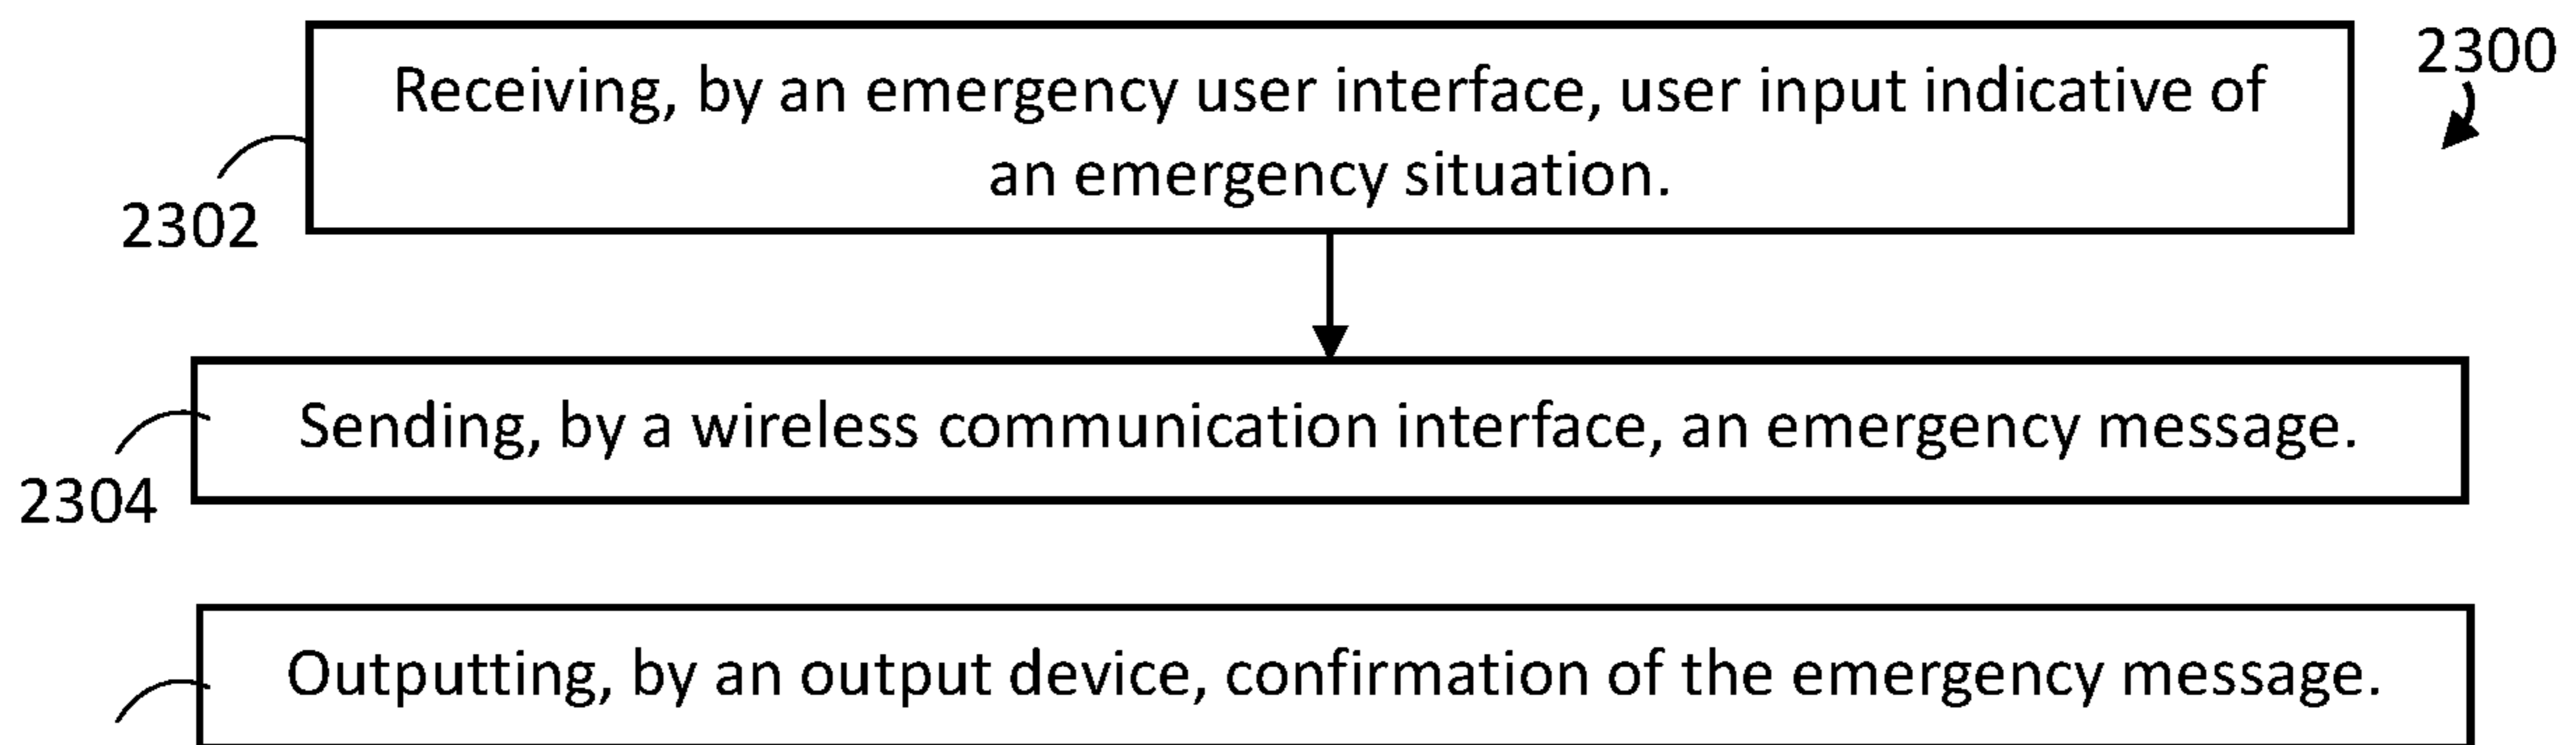 Receiving, by an emergency user interface, user input indicative of
an emergency situation.
2300
2302
Sending, by a wireless communication interface, an emergency message.
2304
Outputting, by an output device, confirmation of the emergency message.